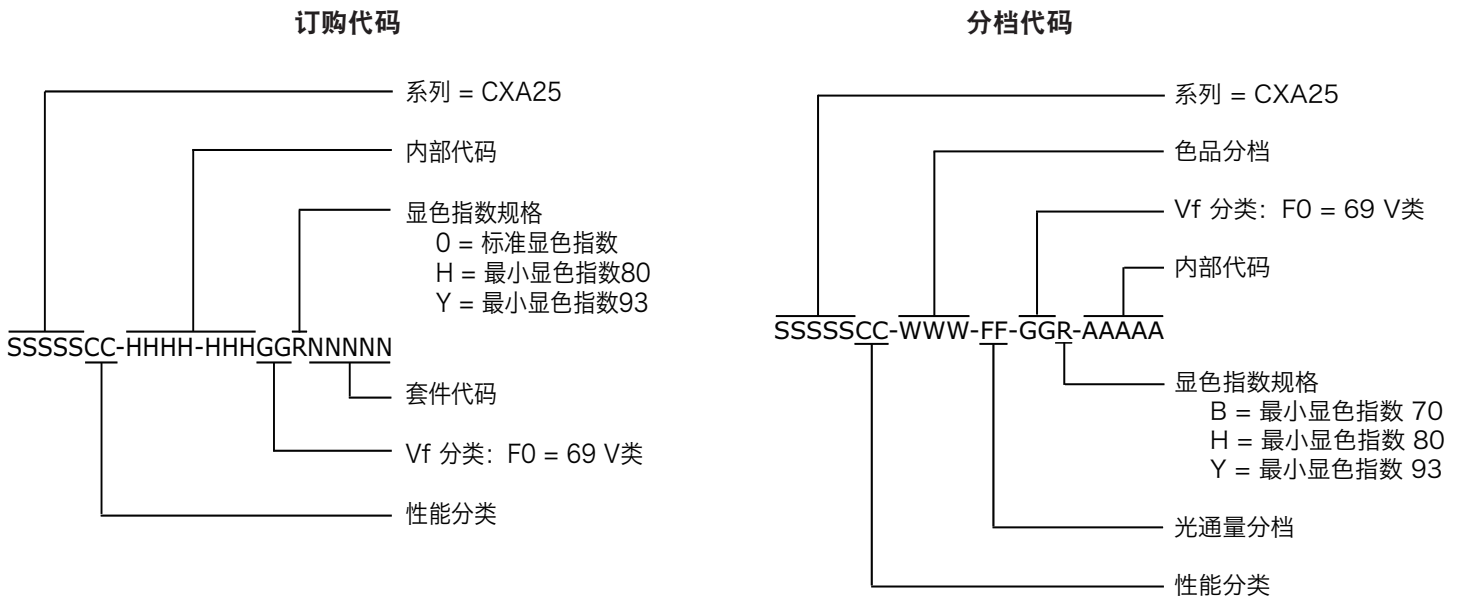 订购代码
系列 = CXA25
内部代码
显色指数规格
0 = 标准显色指数
H = 最小显色指数80
Y = 最小显色指数93
SSSSSCC-HHHH-HHHGGRNNNNN
套件代码
Vf 分类：F0 = 69 V类
性能分类
分档代码
系列 = CXA25
色品分档
Vf 分类：F0 = 69 V类
内部代码
SSSSSCC-WWW-FF-GGR-AAAAA
显色指数规格
B = 最小显色指数 70
H = 最小显色指数 80
Y = 最小显色指数 93
光通量分档
性能分类